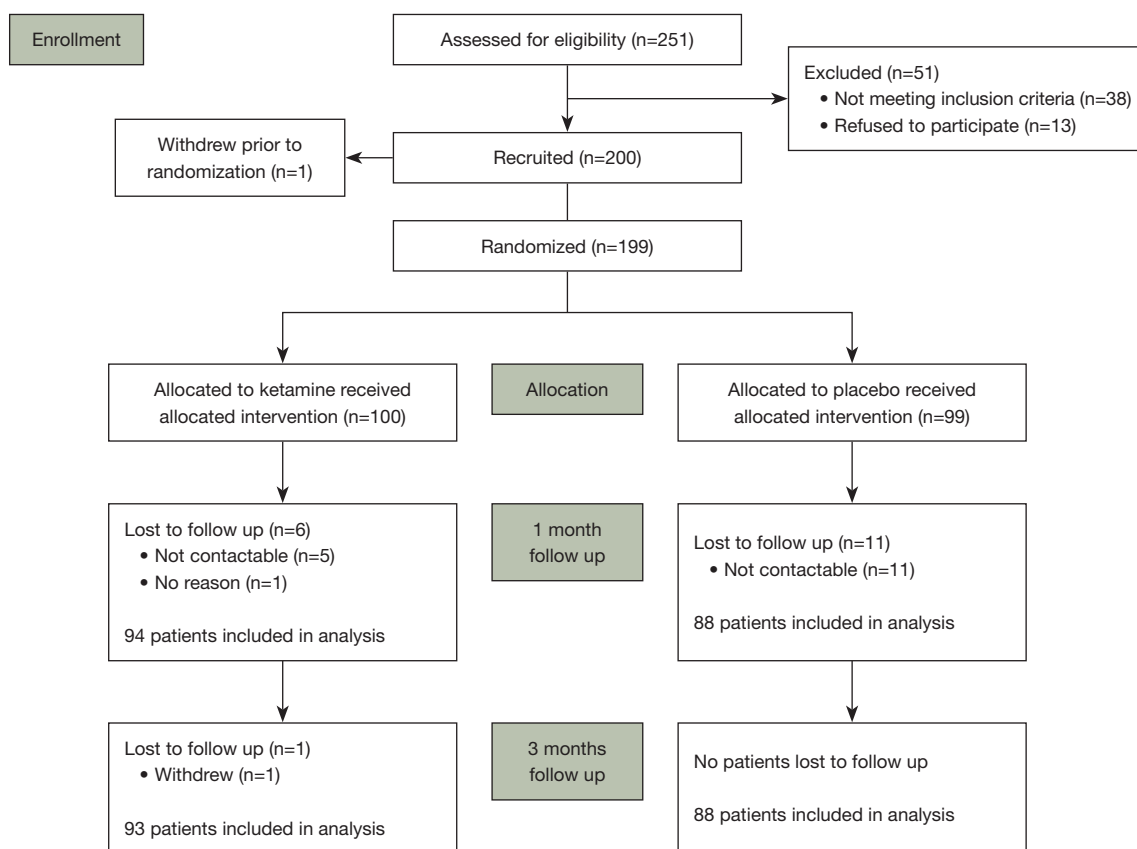 Enrollment
Assessed for eligibility (n=251)
Excluded (n=51)
• Not meeting inclusion criteria (n=38)
• Refused to participate (n=13)
Withdrew prior to
randomization (n=1)
Recruited (n=200)
Randomized (n=199)
Allocated to ketamine received
allocated intervention (n=100)
Allocation
Allocated to placebo received
allocated intervention (n=99)
Lost to follow up (n=6)
• Not contactable (n=5)
• No reason (n=1)
94 patients included in analysis
1 month
follow up
Lost to follow up (n=11)
• Not contactable (n=11)
88 patients included in analysis
Lost to follow up (n=1)
• Withdrew (n=1)
93 patients included in analysis
3 months
follow up
No patients lost to follow up
88 patients included in analysis